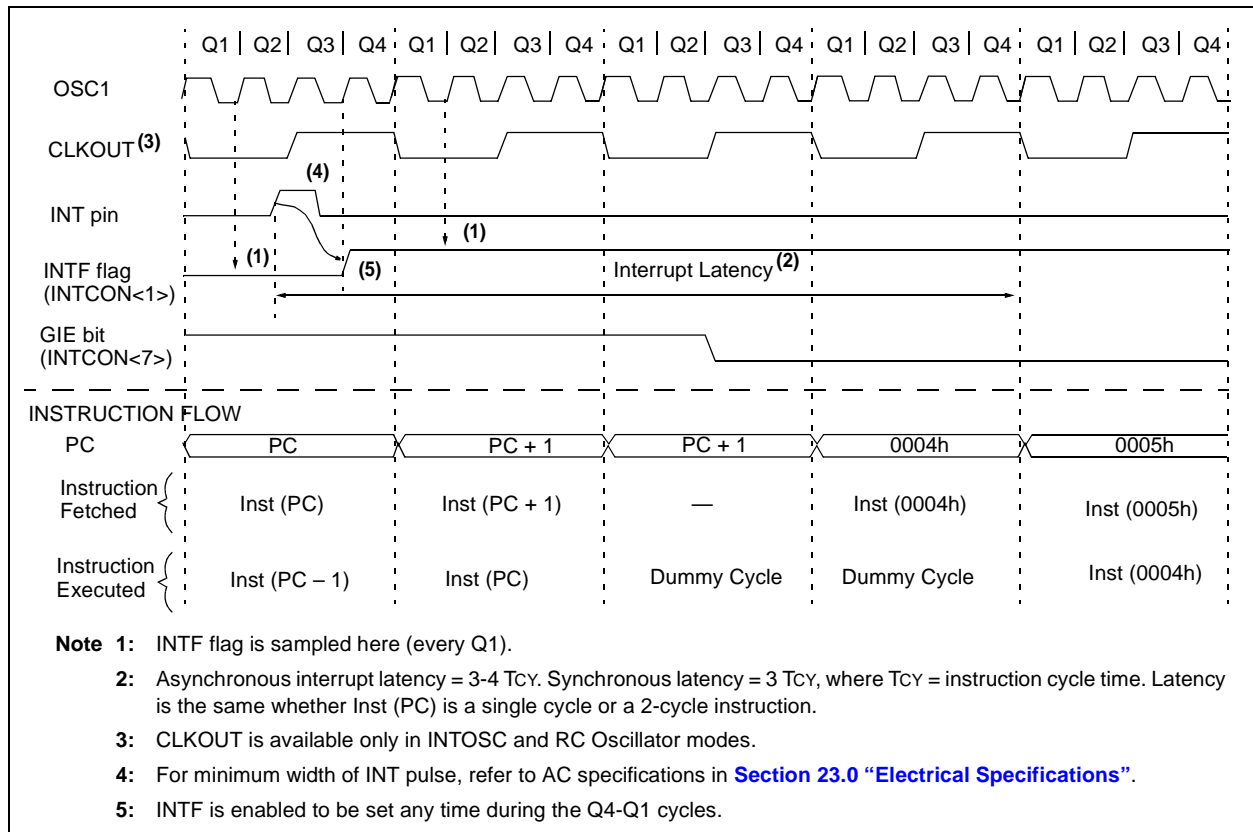 Q1 | Q2 | Q3 | Q4 Q1 | Q2 | Q3 | Q4 Q1 | Q2 | Q3 | Q4 Q1 | Q2 | Q3 | Q4 Q1 | Q2 | Q3 | Q4
OSC1
CLKOUT (3)
(4)
INT pin
(1)
(1)
(5)
INTF flag
(INTCON<1>)
Interrupt Latency (2)
GIE bit
(INTCON<7>)
INSTRUCTION FLOW
PC PC PC + 1 PC + 1 0004h 0005h
Instruction
Fetched
Inst (PC) Inst (PC + 1) — Inst (0004h) Inst (0005h)
Instruction
Executed
Inst (PC – 1) Inst (PC) Dummy Cycle Dummy Cycle Inst (0004h)
Note 1: INTF flag is sampled here (every Q1).
2: Asynchronous interrupt latency = 3-4 TCY. Synchronous latency = 3 TCY, where TCY = instruction cycle time. Latency
is the same whether Inst (PC) is a single cycle or a 2-cycle instruction.
3: CLKOUT is available only in INTOSC and RC Oscillator modes.
4: For minimum width of INT pulse, refer to AC specifications in Section 23.0 “Electrical Specifications”.
5: INTF is enabled to be set any time during the Q4-Q1 cycles.